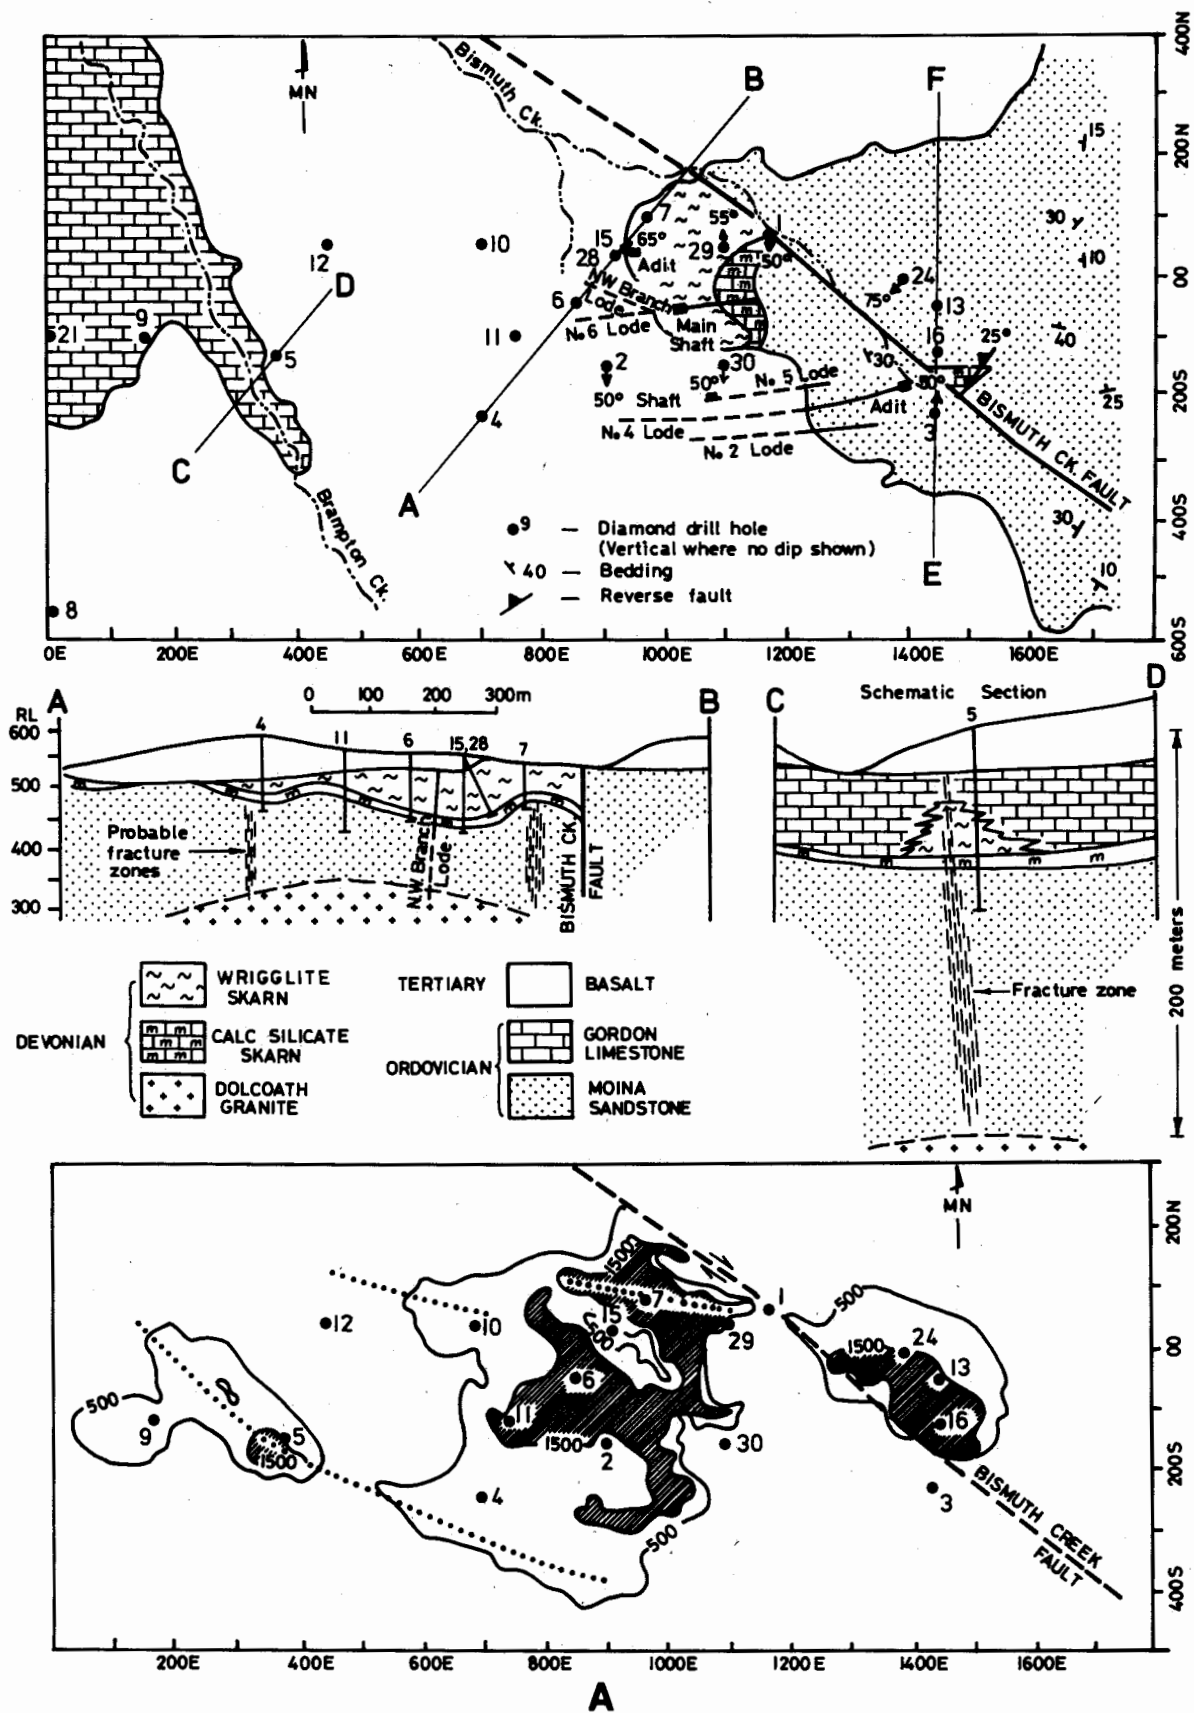 400N
200N
00
200S
400S
600S
B
F
MN
Bismuth Ck.
15
30
10
12
10
15
65°
7
55°
29
1
50°
24
75°
28
Adit
D
6
NW Branch Lode
No.6 Lode
Main Shaft
13
16
25°
40
21
9
5
11
2
50°
30
50°
30
50°
Shaft
No. 5 Lode
Adit
25
4
No. 4 Lode
No 2 Lode
3
C
A
BISMUTH CK. FAULT
30
10
Brampton Ck.
9 – Diamond drill hole
(Vertical where no dip shown)
40 – Bedding
– Reverse fault
E
8
0E 200E 400E 600E 800E 1000E 1200E 1400E 1600E
A
0 100 200 300m
B
C
Schematic Section
D
RL
600
500
400
300
4 11 6 15,28 7
5
m
Probable
fracture
zones
N.W. Branch
Lode
BISMUTH CK.
FAULT
Fracture zone
200 meters
DEVONIAN
WRIGGLITE
SKARN
CALC SILICATE
SKARN
DOLCOATH
GRANITE
TERTIARY
BASALT
ORDOVICIAN
GORDON
LIMESTONE
MOINA
SANDSTONE
MN
200N
00
200S
400S
1500
500
12
10
7
15
500
29
1
1500
24
13
6
500
9
5
1500
11
1500
2
30
16
4
3
500
BISMUTH CREEK
FAULT
200E 400E 600E 800E 1000E 1200E 1400E 1600E
A